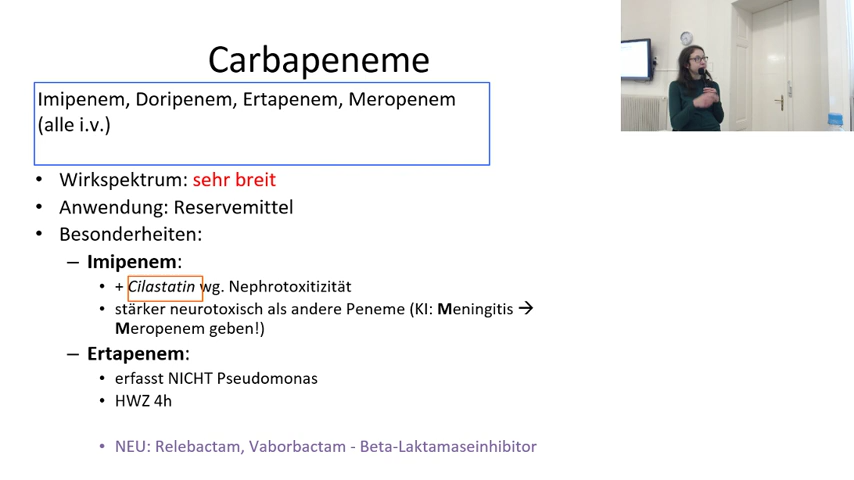 Carbapeneme
Imipenem, Doripenem, Ertapenem, Meropenem
(alle i.v.)
• Wirkspektrum: sehr breit
• Anwendung: Reservemittel
• Besonderheiten:
– Imipenem:
• + Cilastatin wg. Nephrotoxitizität
• stärker neurotoxisch als andere Peneme (KI: Meningitis →
Meropenem geben!)
– Ertapenem:
• erfasst NICHT Pseudomonas
• HWZ 4h
• NEU: Relebactam, Vaborbactam - Beta-Laktamaseinhibitor